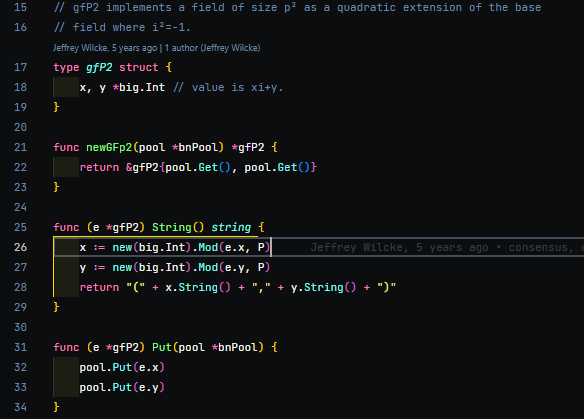 15 // gfP2 implements a field of size p² as a quadratic extension of the base
16 // field where i²=-1.
Jeffrey Wilcke, 5 years ago | 1 author (Jeffrey Wilcke)
17 type gfP2 struct {
18 x, y *big.Int // value is xi+y.
19 }
20
21 func newGFp2(pool *bnPool) *gfP2 {
22 return &gfP2{pool.Get(), pool.Get()}
23 }
24
25 func (e *gfP2) String() string {
26 x := new(big.Int).Mod(e.x, P) Jeffrey Wilcke, 5 years ago • consensus,
27 y := new(big.Int).Mod(e.y, P)
28 return "(" + x.String() + "," + y.String() + ")"
29 }
30
31 func (e *gfP2) Put(pool *bnPool) {
32 pool.Put(e.x)
33 pool.Put(e.y)
34 }